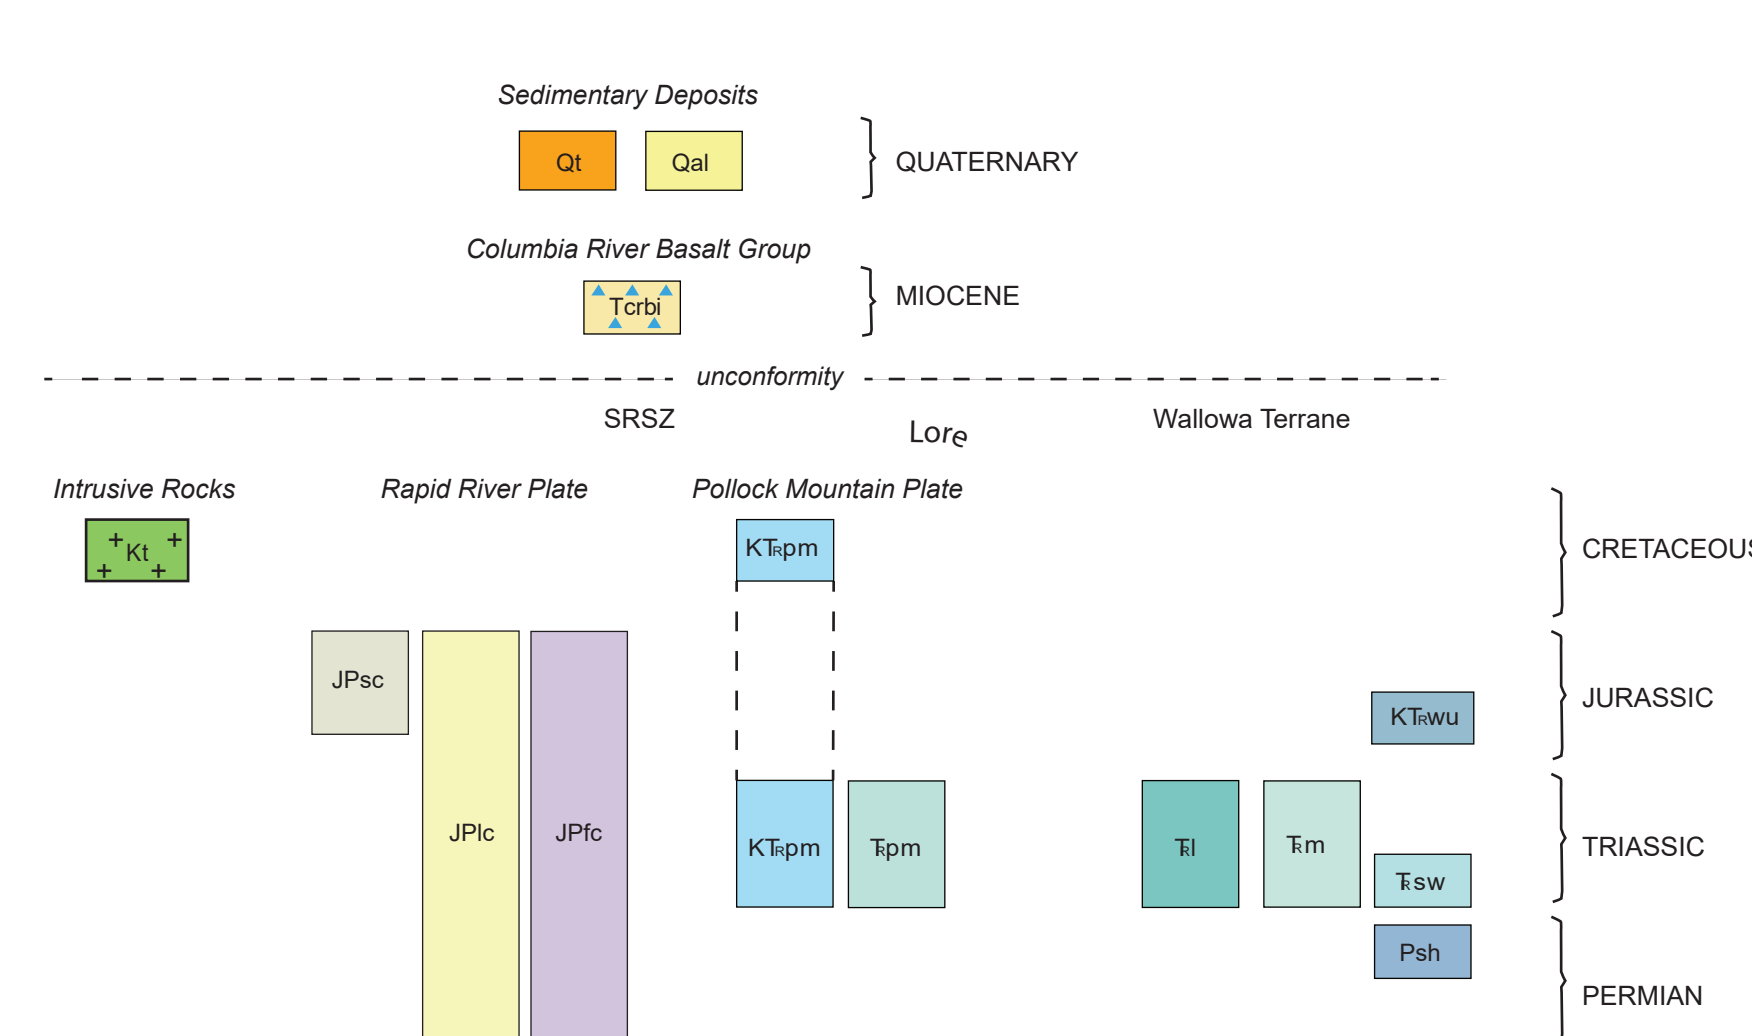 Sedimentary Deposits
Qt Qal QUATERNARY
Columbia River Basalt Group
Tcrbi MIOCENE
unconformity
SRSZ Lore Wallowa Terrane
Intrusive Rocks Rapid River Plate Pollock Mountain Plate
Kt KTRpm CRETACEOUS
JPsc KTRwu JURASSIC
JPlc JPfc KTRpm TRpm TRl TRm TRIASSIC
TRsw
Psh
PERMIAN